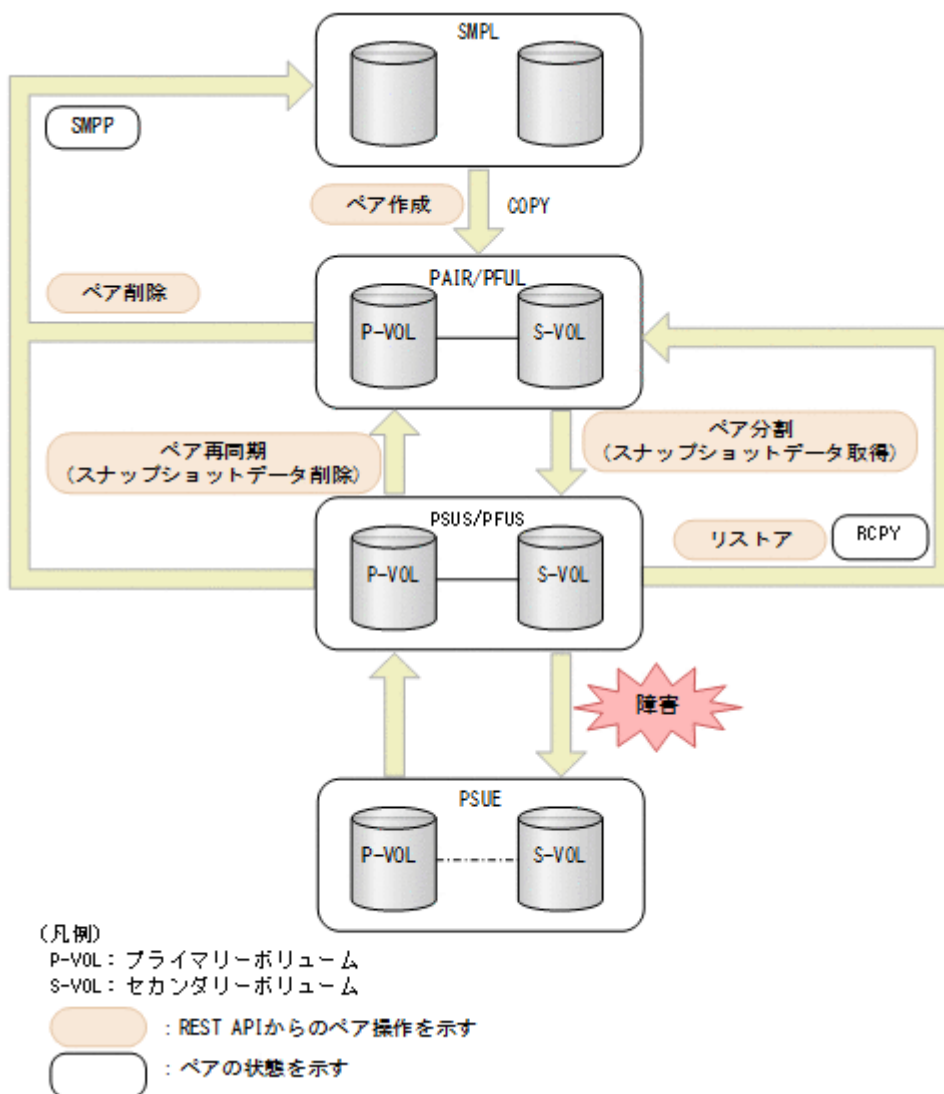 SMPL
SMPP
ペア作成
COPY
PAIR/PFUL
ペア削除
P-VOL
S-VOL
ペア再同期
(スナップショットデータ削除)
ペア分割
(スナップショットデータ取得)
PSUS/PFUS
リストア
RCPY
P-VOL
S-VOL
障害
PSUE
P-VOL
S-VOL
(凡例)
P-VOL: プライマリーボリューム
S-VOL: セカンダリーボリューム
: REST APIからのペア操作を示す
: ペアの状態を示す